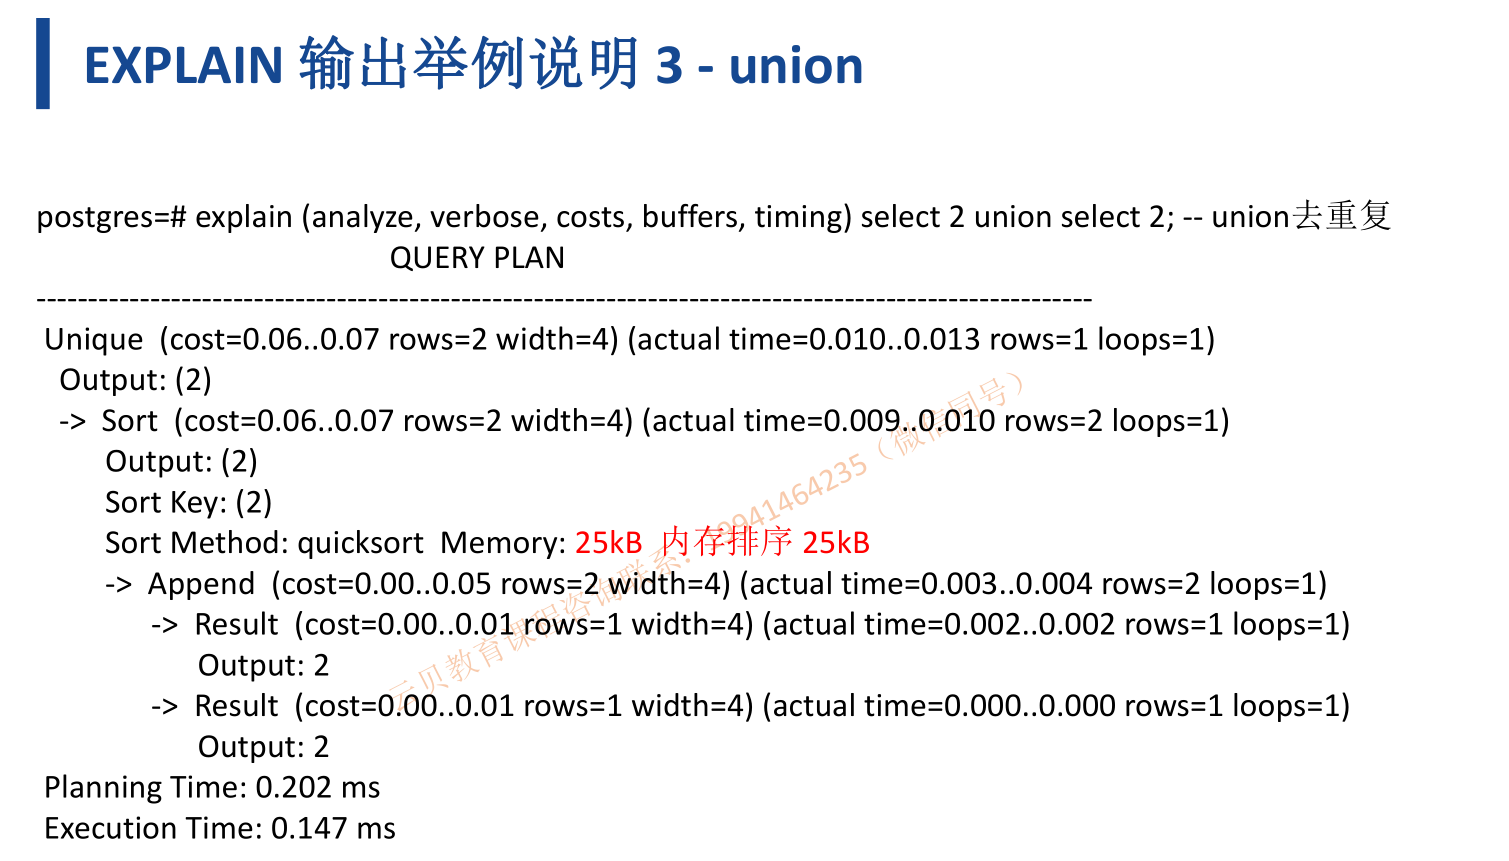 EXPLAIN 输出举例说明 3 - union
postgres=# explain (analyze, verbose, costs, buffers, timing) select 2 union select 2; -- union去重复
QUERY PLAN
-------------------------------------------------------------------------------------------------------
Unique  (cost=0.06..0.07 rows=2 width=4) (actual time=0.010..0.013 rows=1 loops=1)
Output: (2)
->  Sort  (cost=0.06..0.07 rows=2 width=4) (actual time=0.009..0.010 rows=2 loops=1)
Output: (2)
Sort Key: (2)
Sort Method: quicksort  Memory: 25kB  内存排序 25kB
->  Append  (cost=0.00..0.05 rows=2 width=4) (actual time=0.003..0.004 rows=2 loops=1)
->  Result  (cost=0.00..0.01 rows=1 width=4) (actual time=0.002..0.002 rows=1 loops=1)
Output: 2
->  Result  (cost=0.00..0.01 rows=1 width=4) (actual time=0.000..0.000 rows=1 loops=1)
Output: 2
Planning Time: 0.202 ms
Execution Time: 0.147 ms
云贝教育课程咨询联系：19941464235（微信同号）